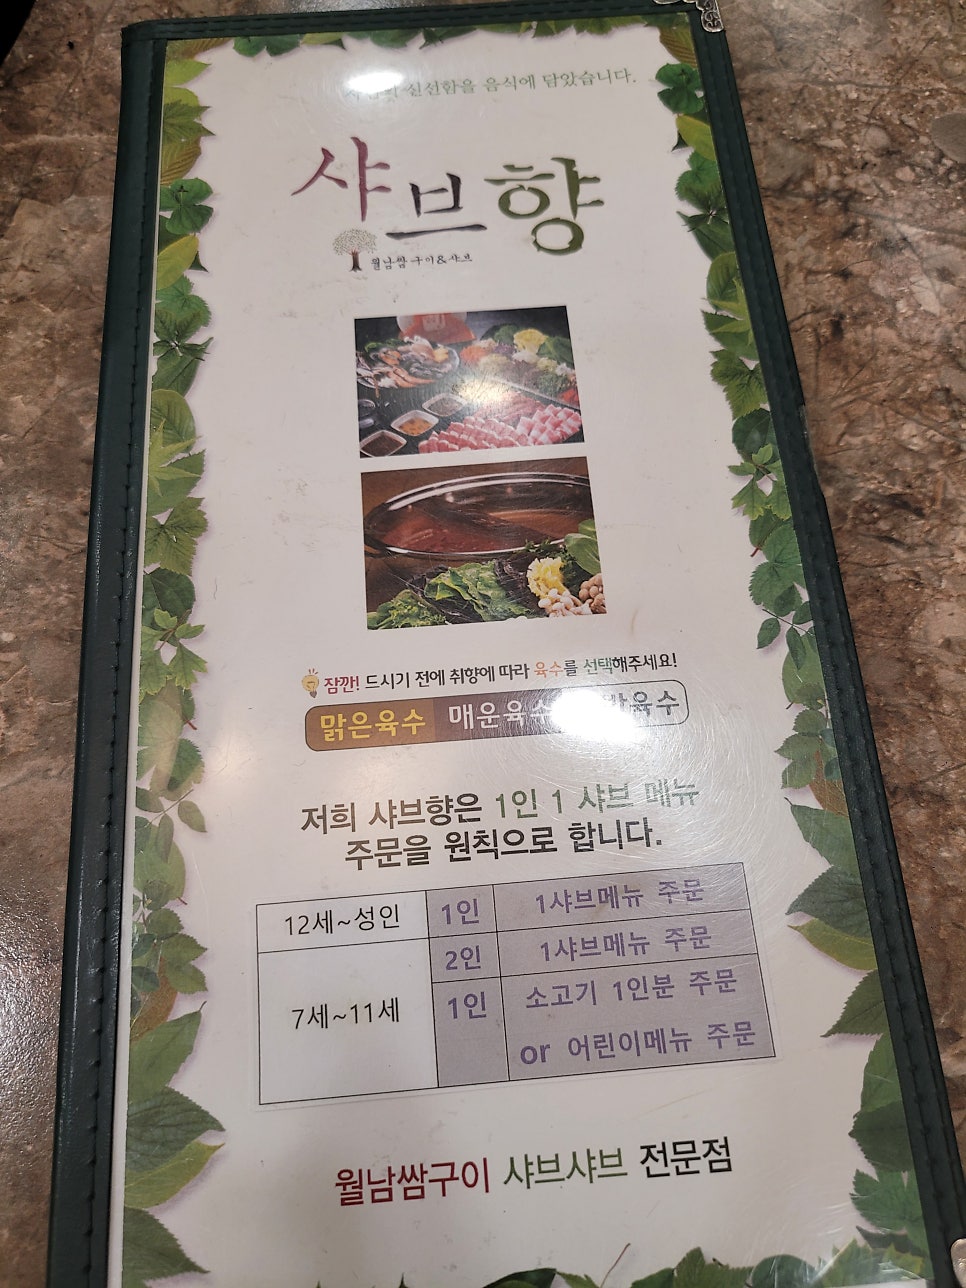 신선함을 음식에 담았습니다.
샤브향
월남쌈구이&샤브
잠깐! 드시기 전에 취향에 따라 육수를 선택해주세요!
맑은육수 매운육수
저희 샤브향은 1인 1 샤브 메뉴
주문을 원칙으로 합니다.
12세~성인 1인 1샤브메뉴 주문
7세~11세 2인 1샤브메뉴 주문
1인 소고기 1인분 주문
or 어린이메뉴 주문
월남쌈구이 샤브샤브 전문점